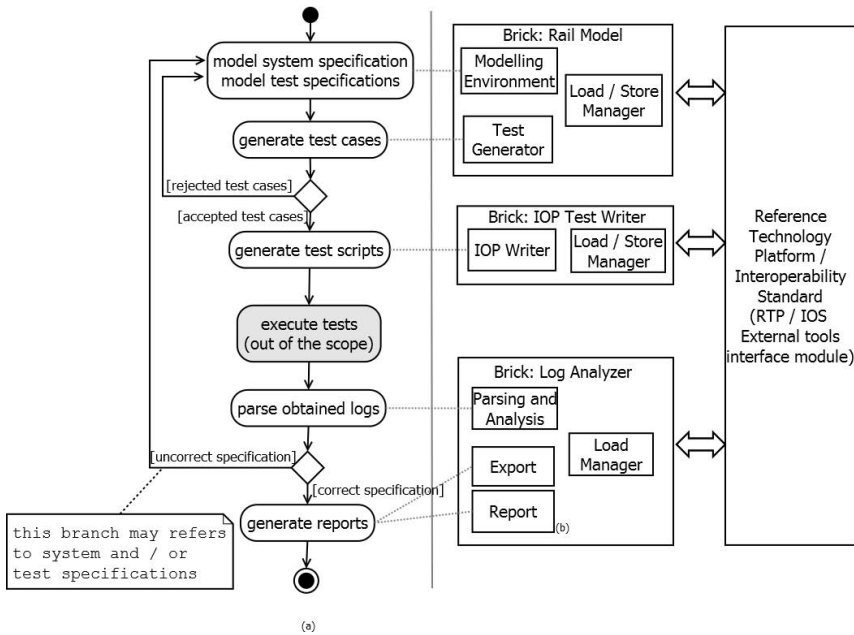 model system specification
model test specifications
generate test cases
[rejected test cases]
[accepted test cases]
generate test scripts
execute tests
(out of the scope)
parse obtained logs
[uncorrect specification]
[correct specification]
generate reports
this branch may refers
to system and / or
test specifications
(a)
Brick: Rail Model
Modelling
Environment
Load / Store
Manager
Test
Generator
Brick: IOP Test Writer
IOP Writer
Load / Store
Manager
Brick: Log Analyzer
Parsing and
Analysis
Load
Manager
Export
Report
(b)
Reference
Technology
Platform /
Interoperability
Standard
(RTP / IOS
External tools
interface module)